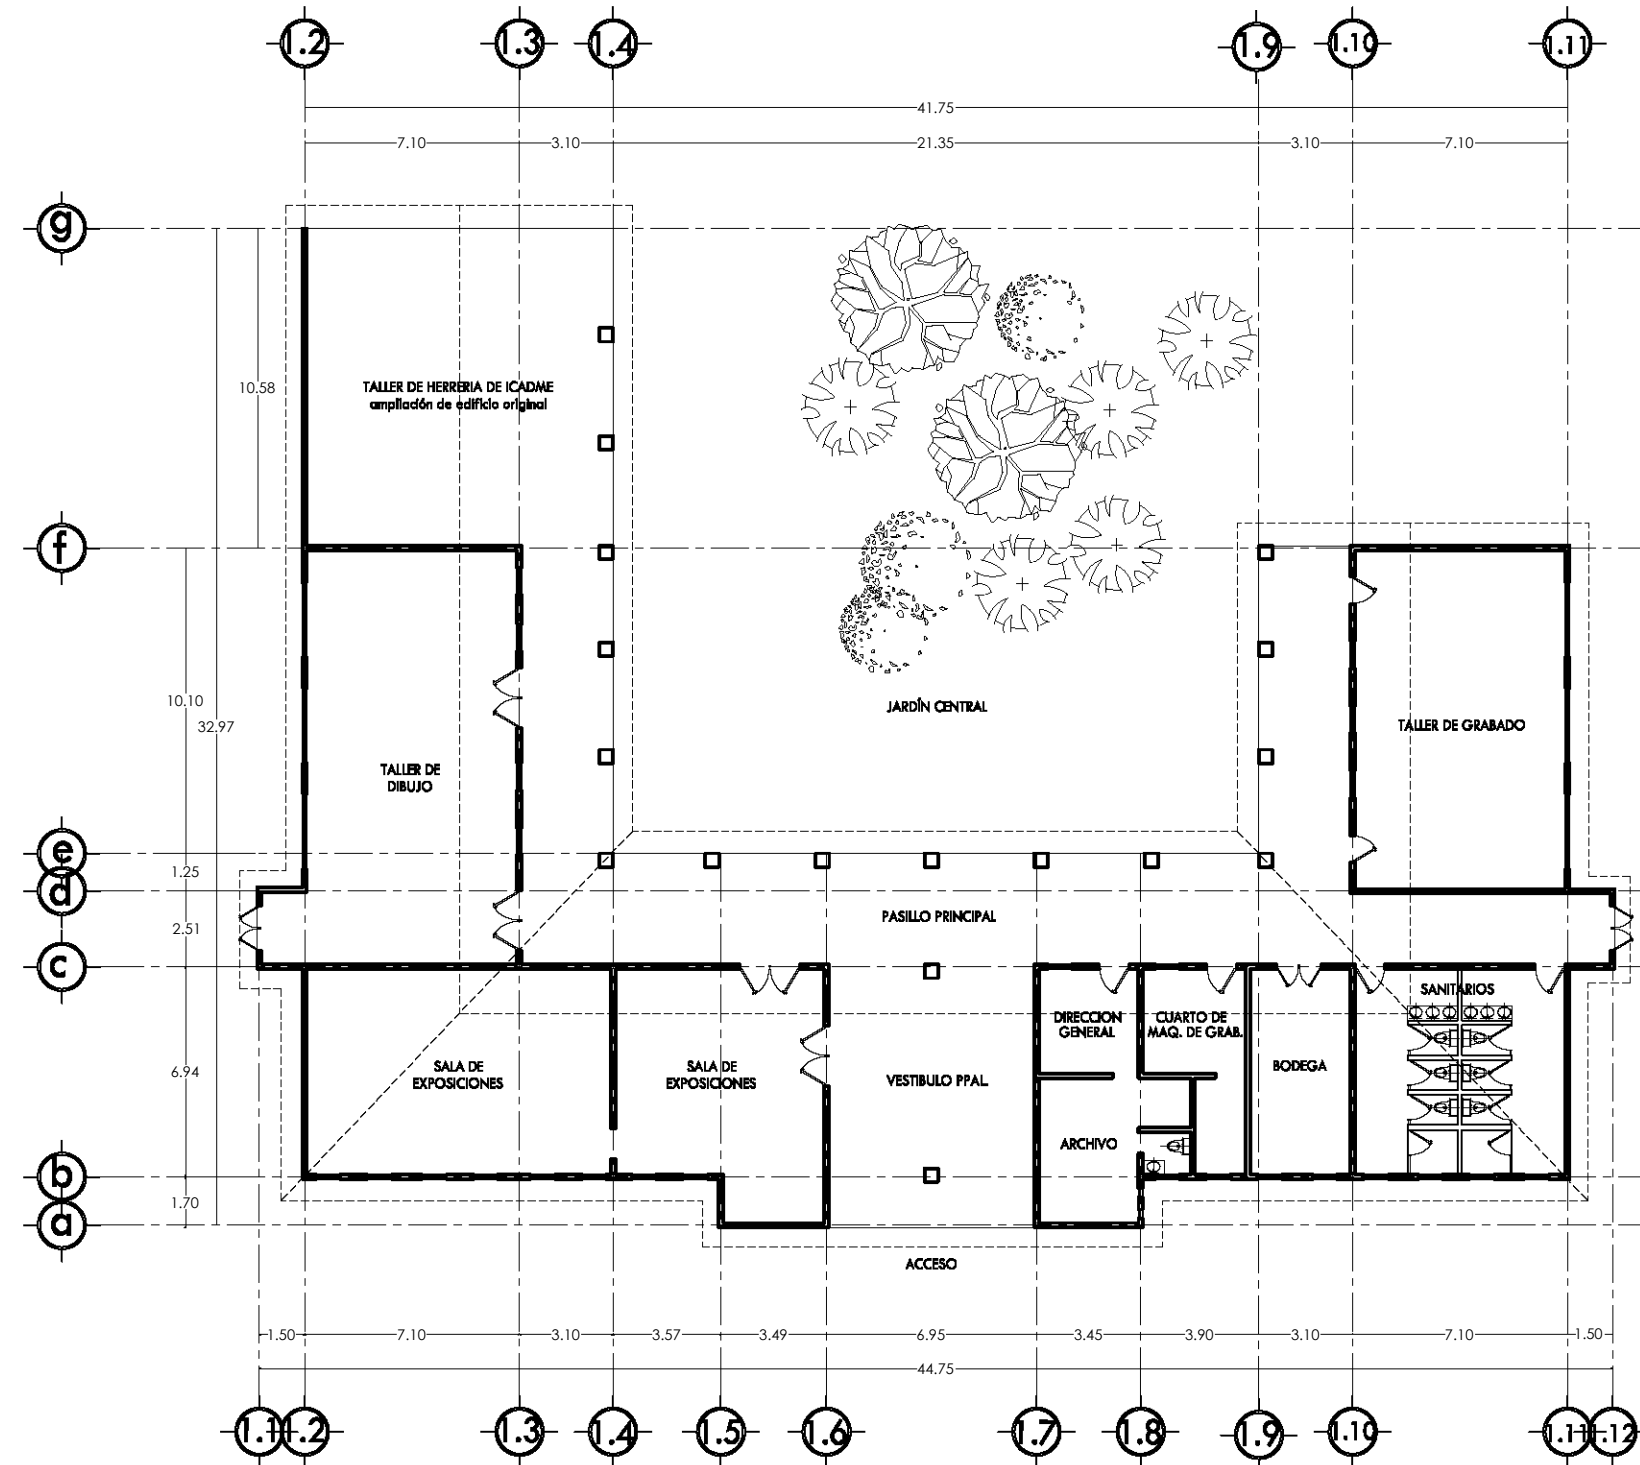 1.2 1.3 1.4 1.9 1.10 1.11
41.75
7.10 3.10 21.35 3.10 7.10
g
10.58
TALLER DE HERRERIA DE ICADME
ampliación de edificio original
f
10.10
32.97
JARDÍN CENTRAL
TALLER DE GRABADO
TALLER DE
DIBUJO
e
1.25
d
PASILLO PRINCIPAL
2.51
c
SANITARIOS
DIRECCION
GENERAL
CUARTO DE
MAQ. DE GRAB.
SALA DE
EXPOSICIONES
SALA DE
EXPOSICIONES
BODEGA
6.94
VESTIBULO PPAL.
ARCHIVO
b
1.70
a
ACCESO
1.50 7.10 3.10 3.57 3.49 6.95 3.45 3.90 3.10 7.10 1.50
44.75
1.1 1.2 1.3 1.4 1.5 1.6 1.7 1.8 1.9 1.10 1.11 1.12